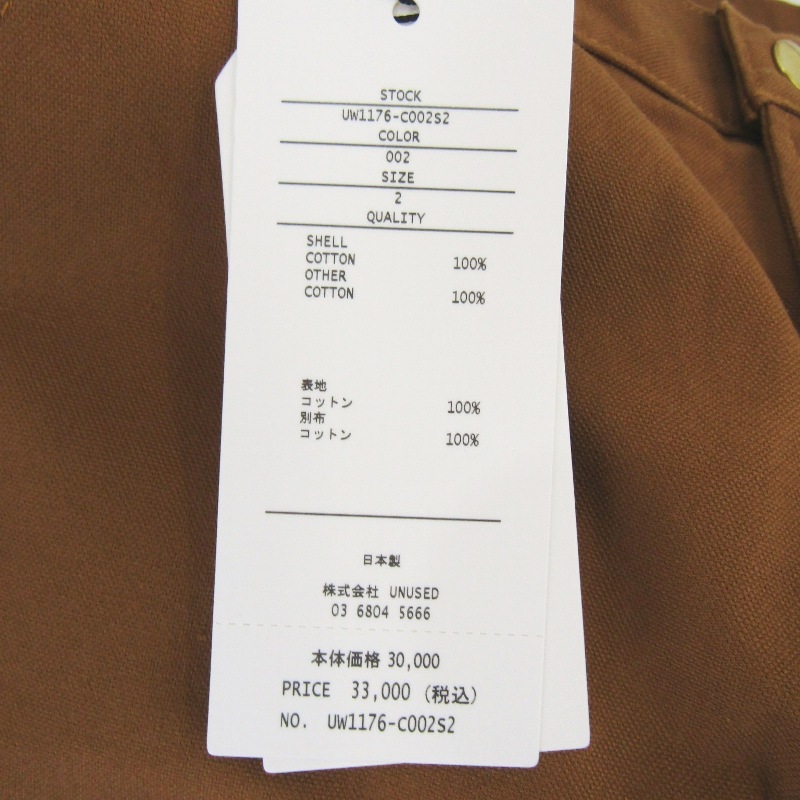 STOCK
UW1176-C002S2
COLOR
002
SIZE
2
QUALITY
SHELL
COTTON 100%
OTHER
COTTON 100%
表地
コットン 100%
別布
コットン 100%
日本製
株式会社 UNUSED
03 6804 5666
本体価格 30,000
PRICE 33,000 (税込)
NO. UW1176-C002S2